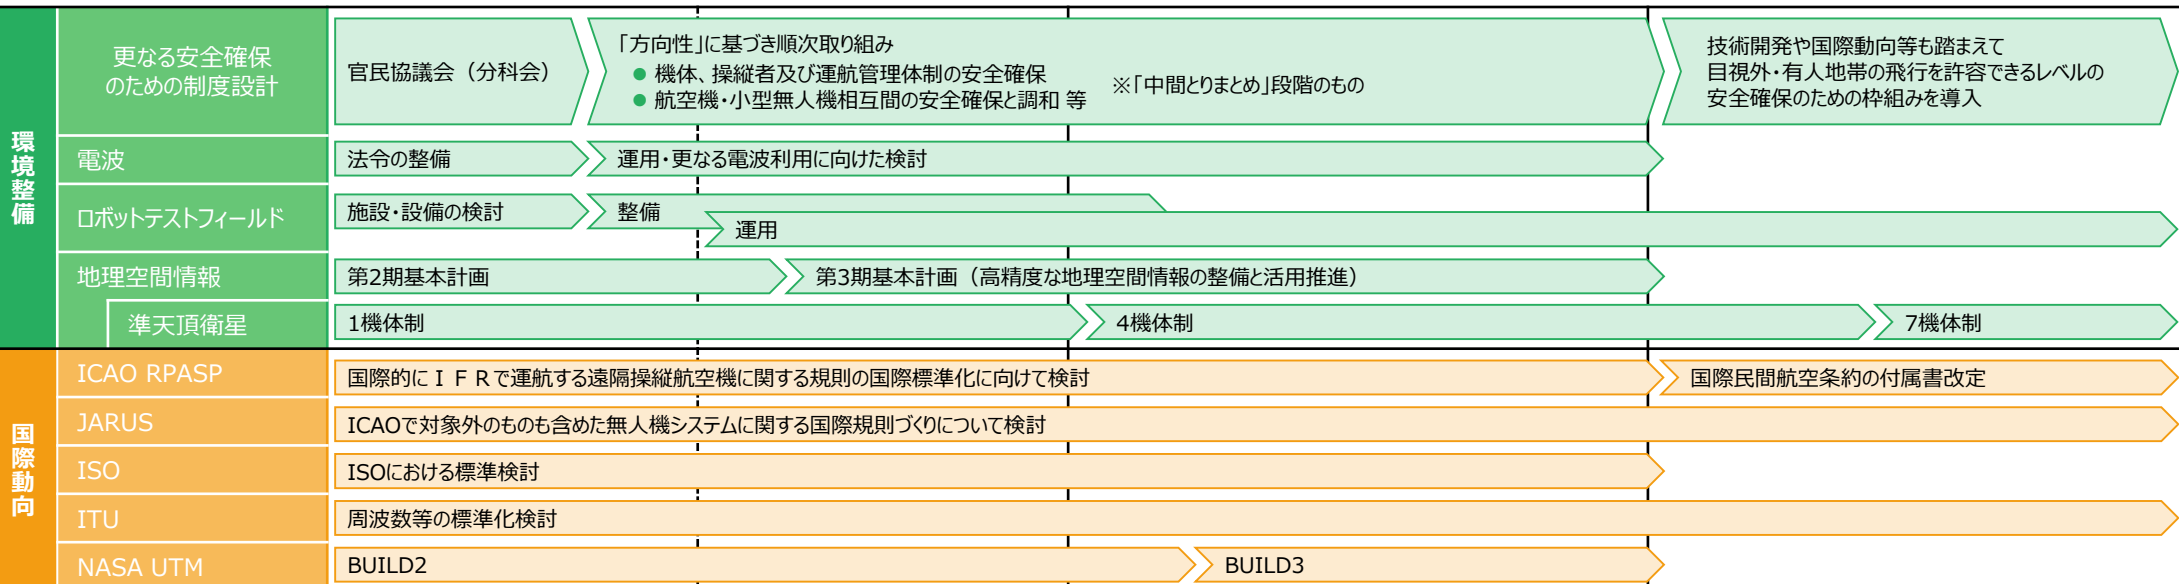 環境整備
更なる安全確保
のための制度設計
官民協議会（分科会）
「方向性」に基づき順次取り組み
● 機体、操縦者及び運航管理体制の安全確保
● 航空機・小型無人機相互間の安全確保と調和 等
※「中間とりまとめ」段階のもの
技術開発や国際動向等も踏まえて
目視外・有人地帯の飛行を許容できるレベルの
安全確保のための枠組みを導入
電波
法令の整備
運用・更なる電波利用に向けた検討
ロボットテストフィールド
施設・設備の検討
整備
運用
地理空間情報
第2期基本計画
第3期基本計画（高精度な地理空間情報の整備と活用推進）
準天頂衛星
1機体制
4機体制
7機体制
国際動向
ICAO RPASP
国際的にＩＦＲで運航する遠隔操縦航空機に関する規則の国際標準化に向けて検討
国際民間航空条約の付属書改定
JARUS
ICAOで対象外のものも含めた無人機システムに関する国際規則づくりについて検討
ISO
ISOにおける標準検討
ITU
周波数等の標準化検討
NASA UTM
BUILD2
BUILD3